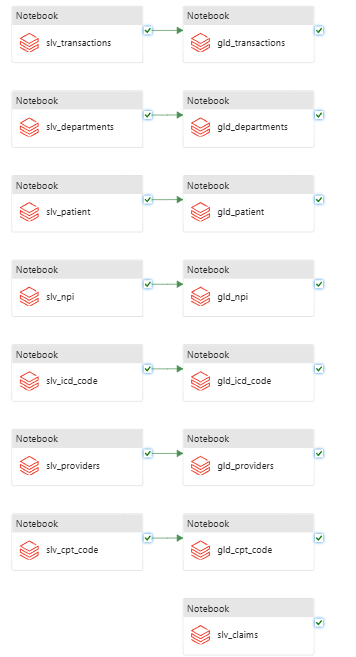 Notebook Notebook
slv_transactions gld_transactions
Notebook Notebook
slv_departments gld_departments
Notebook Notebook
slv_patient gld_patient
Notebook Notebook
slv_npi gld_npi
Notebook Notebook
slv_icd_code gld_icd_code
Notebook Notebook
slv_providers gld_providers
Notebook Notebook
slv_cpt_code gld_cpt_code
Notebook
slv_claims